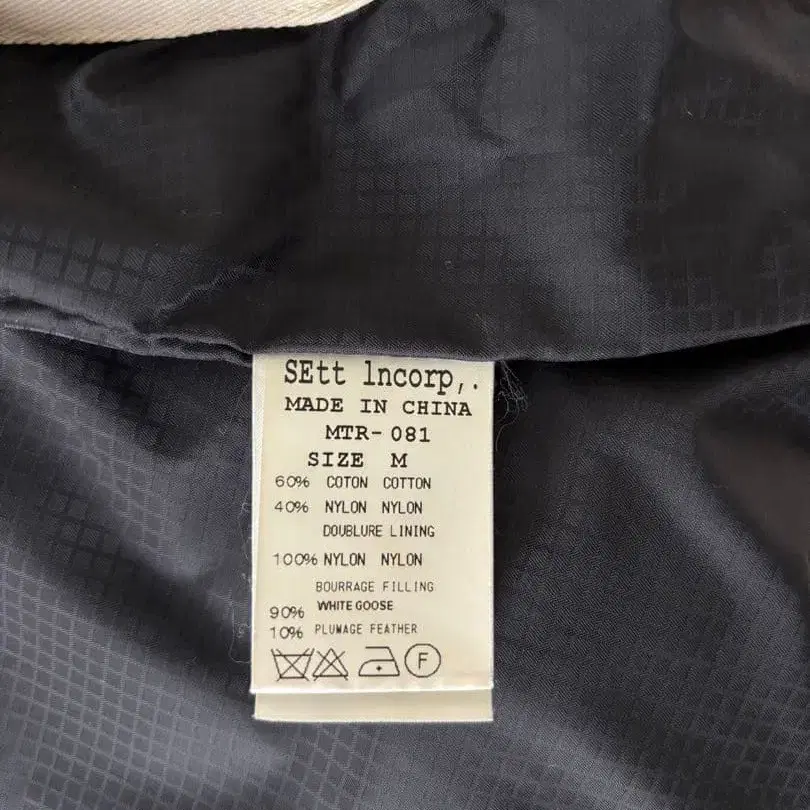 SEtt lncorp,.
MADE IN CHINA
MTR-081
SIZE M
60% COTON COTTON
40% NYLON NYLON
DOUBLURE LINING
100% NYLON NYLON
BOURRAGE FILLING
90% WHITE GOOSE
10% PLUMAGE FEATHER
F